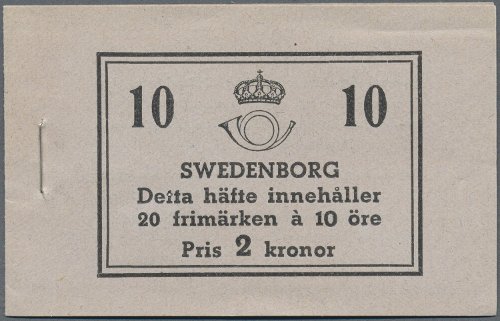 10 10
SWEDENBORG
Detta häfte innehåller
20 frimärken à 10 öre
Pris 2 kronor